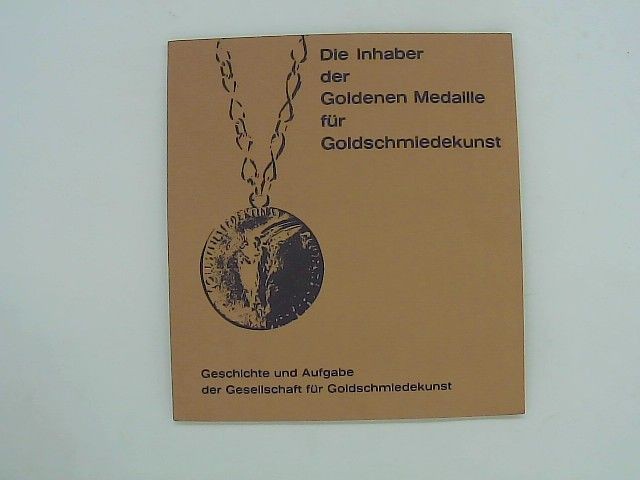 Die Inhaber
der
Goldenen Medaille
für
Goldschmiedekunst
Geschichte und Aufgabe
der Gesellschaft für Goldschmiedekunst